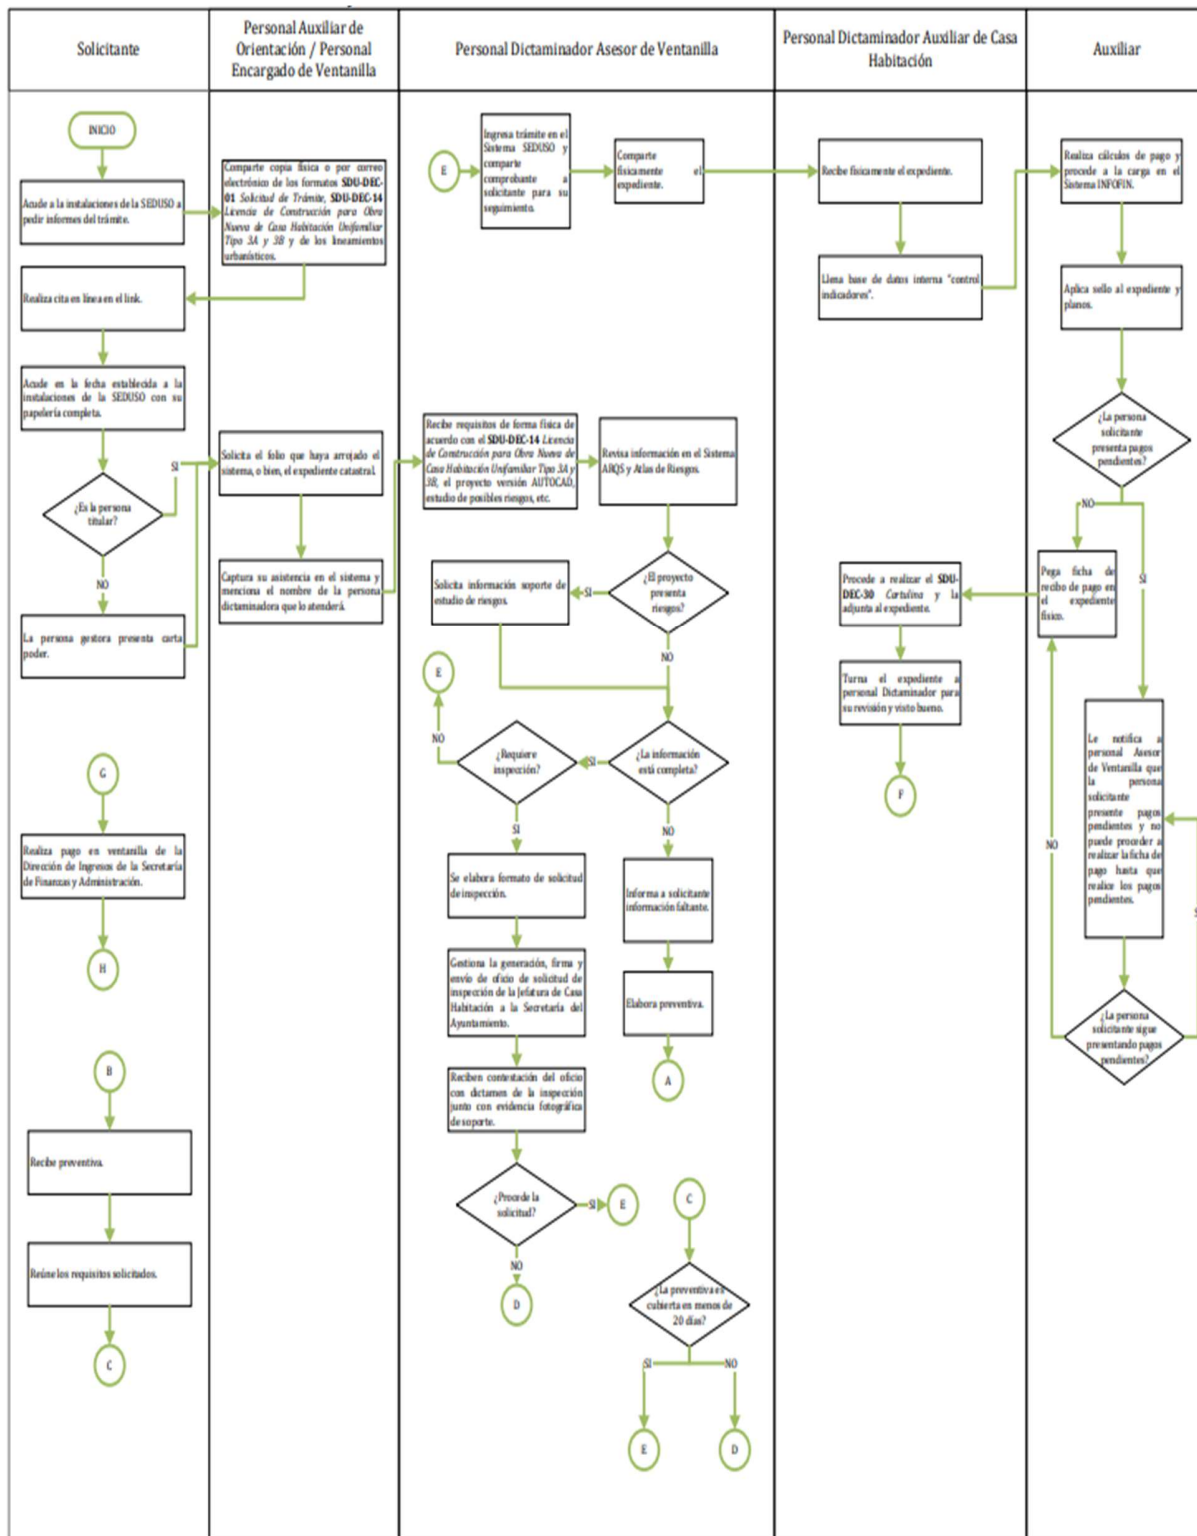 Solicitante
Personal Auxiliar de
Orientación / Personal
Encargado de Ventanilla
Personal Dictaminador Asesor de Ventanilla
Personal Dictaminador Auxiliar de Casa
Habitación
Auxiliar
INICIO
Acude a la instalaciones de la SEDUSO a
pedir informes del trámite.
Realiza cita en línea en el link.
Acude en la fecha establecida a la
instalaciones de la SEDUSO con su
papelería completa.
SI
¿Es la persona
titular?
NO
La persona gestora presenta carta
poder.
G
Realiza pago en ventanilla de la
Dirección de Ingresos de la Secretaría
de Finanzas y Administración.
H
B
Recibe preventiva.
Reúne los requisitos solicitados.
C
Comparte copia física o por correo
electrónico de los formatos SDU-DEC-
01 Solicitud de Trámite, SDU-DEC-14
Licencia de Construcción para Obra
Nueva de Casa Habitación Unifamiliar
Tipo 3A y 3B y de los lineamientos
urbanísticos.
Solicita el folio que haya arrojado el
sistema, o bien, el expediente catastral.
Captura su asistencia en el sistema y
menciona el nombre de la persona
dictaminadora que lo atenderá.
E
Ingresa trámite en el
Sistema SEDUSO y
comparte
comprobante a
solicitante para su
seguimiento.
Comparte
físicamente el
expediente.
Recibe requisitos de forma física de
acuerdo con el SDU-DEC-14 Licencia
de Construcción para Obra Nueva de
Casa Habitación Unifamiliar Tipo 3A y
3B, el proyecto versión AUTOCAD,
estudio de posibles riesgos, etc.
Revisa información en el Sistema
ARQS y Atlas de Riesgos.
Solicita información soporte de
estudio de riesgos.
SI
¿El proyecto
presenta
riesgos?
NO
E
NO
¿Requiere
inspección?
SI
¿La información
está completa?
SI
NO
Se elabora formato de solicitud
de inspección.
Informa a solicitante
información faltante.
Gestiona la generación, firma y
envío de oficio de solicitud de
inspección de la Jefatura de Casa
Habitación a la Secretaría del
Ayuntamiento.
Elabora preventiva.
A
Reciben contestación del oficio
con dictamen de la inspección
junto con evidencia fotográfica
de soporte.
¿Procede la
solicitud?
SI
E
NO
D
C
¿La preventiva es
cubierta en menos de
20 días?
SI
NO
E
D
Recibe físicamente el expediente.
Llena base de datos interna "control
indicadores".
Procede a realizar el SDU-
DEC-30 Cartulina y la
adjunta al expediente.
Turna el expediente a
personal Dictaminador para
su revisión y visto bueno.
F
Realiza cálculos de pago y
procede a la carga en el
Sistema INFOFIN.
Aplica sello al expediente y
planos.
¿La persona
solicitante
presenta pagos
pendientes?
NO
SI
Pega ficha de
recibo de pago en
el expediente
físico.
Le notifica a
personal Asesor
de Ventanilla que
la persona
solicitante
presente pagos
pendientes y no
puede proceder a
realizar la ficha de
pago hasta que
realice los pagos
pendientes.
NO
¿La persona
solicitante sigue
presentando pagos
pendientes?